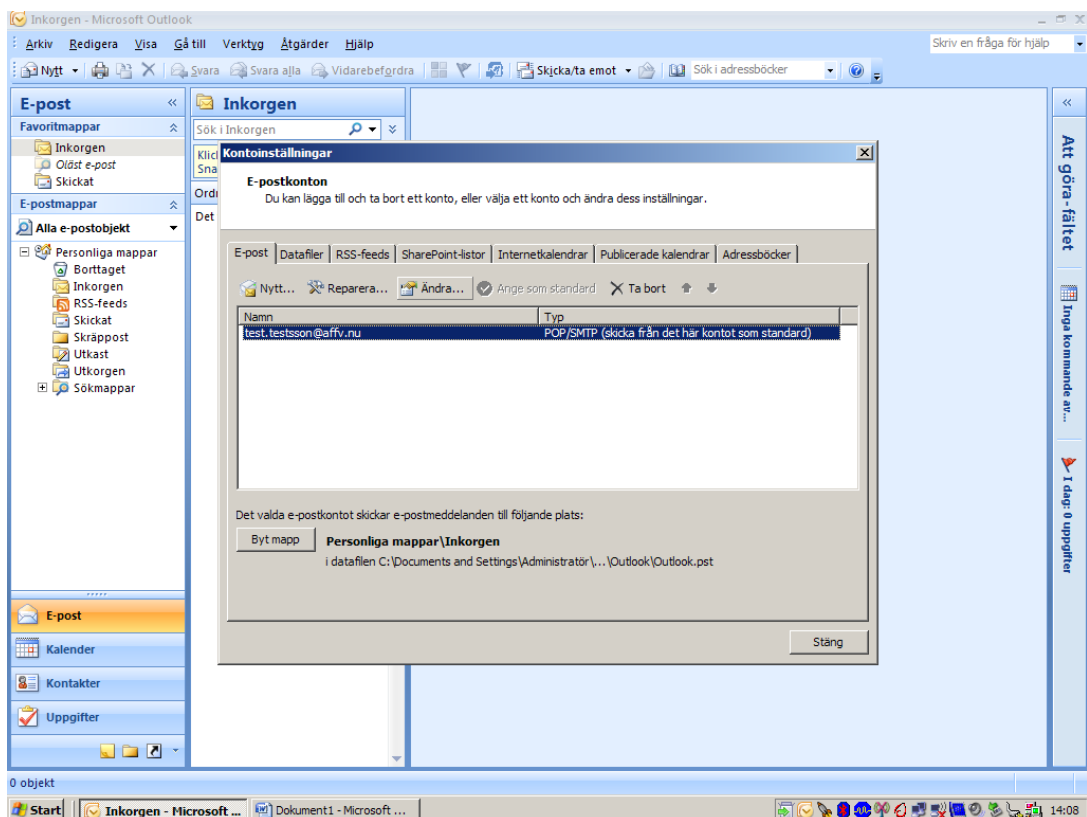 Inkorgen - Microsoft Outlook
Arkiv Redigera Visa Gå till Verktyg Åtgärder Hjälp
Skriv en fråga för hjälp
Nytt Svara Svara alla Vidarebefordra Skicka/ta emot Sök i adressböcker
E-post
Favoritmappar
Inkorgen
Oläst e-post
Skickat
E-postmappar
Alla e-postobjekt
Personliga mappar
Borttaget
Inkorgen
RSS-feeds
Skickat
Skräppost
Utkast
Utkorgen
Sökmappar
E-post
Kalender
Kontakter
Uppgifter
Inkorgen
Sök i Inkorgen
Klic
Sna
Ord
Det
Kontoinställningar
E-postkonton
Du kan lägga till och ta bort ett konto, eller välja ett konto och ändra dess inställningar.
E-post Datafiler RSS-feeds SharePoint-listor Internetkalendrar Publicerade kalendrar Adressböcker
Nytt... Reparera... Ändra... Ange som standard Ta bort
Namn Typ
test.testsson@affv.nu POP/SMTP (skicka från det här kontot som standard)
Det valda e-postkontot skickar e-postmeddelanden till följande plats:
Byt mapp Personliga mappar\Inkorgen
i datafilen C:\Documents and Settings\Administratör\...\Outlook\Outlook.pst
Stäng
Att göra-fältet
Inga kommande av...
I dag: 0 uppgifter
0 objekt
Start Inkorgen - Microsoft ... Dokument1 - Microsoft ... 14:08